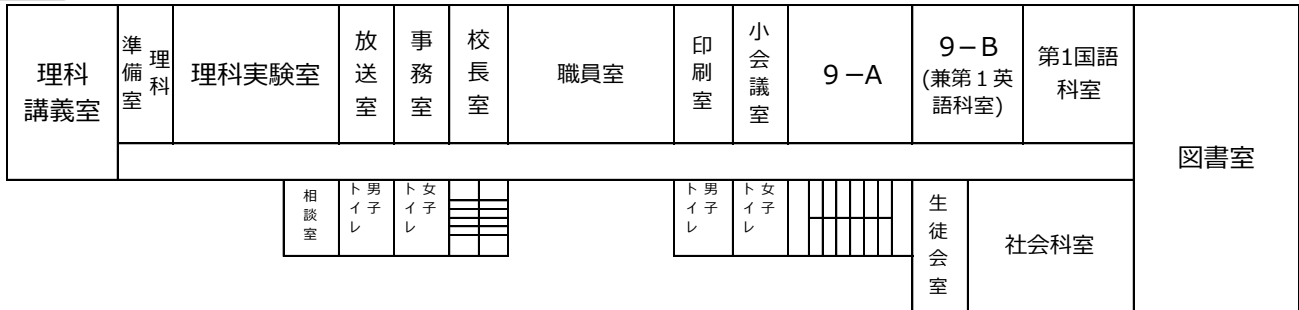 理科
講義室
理科
準備室
理科実験室
放送室
事務室
校長室
職員室
印刷室
小会議室
9－A
9－B
(兼第１英
語科室)
第1国語
科室
図書室
相談室
男子
トイレ
女子
トイレ
男子
トイレ
女子
トイレ
生徒会室
社会科室